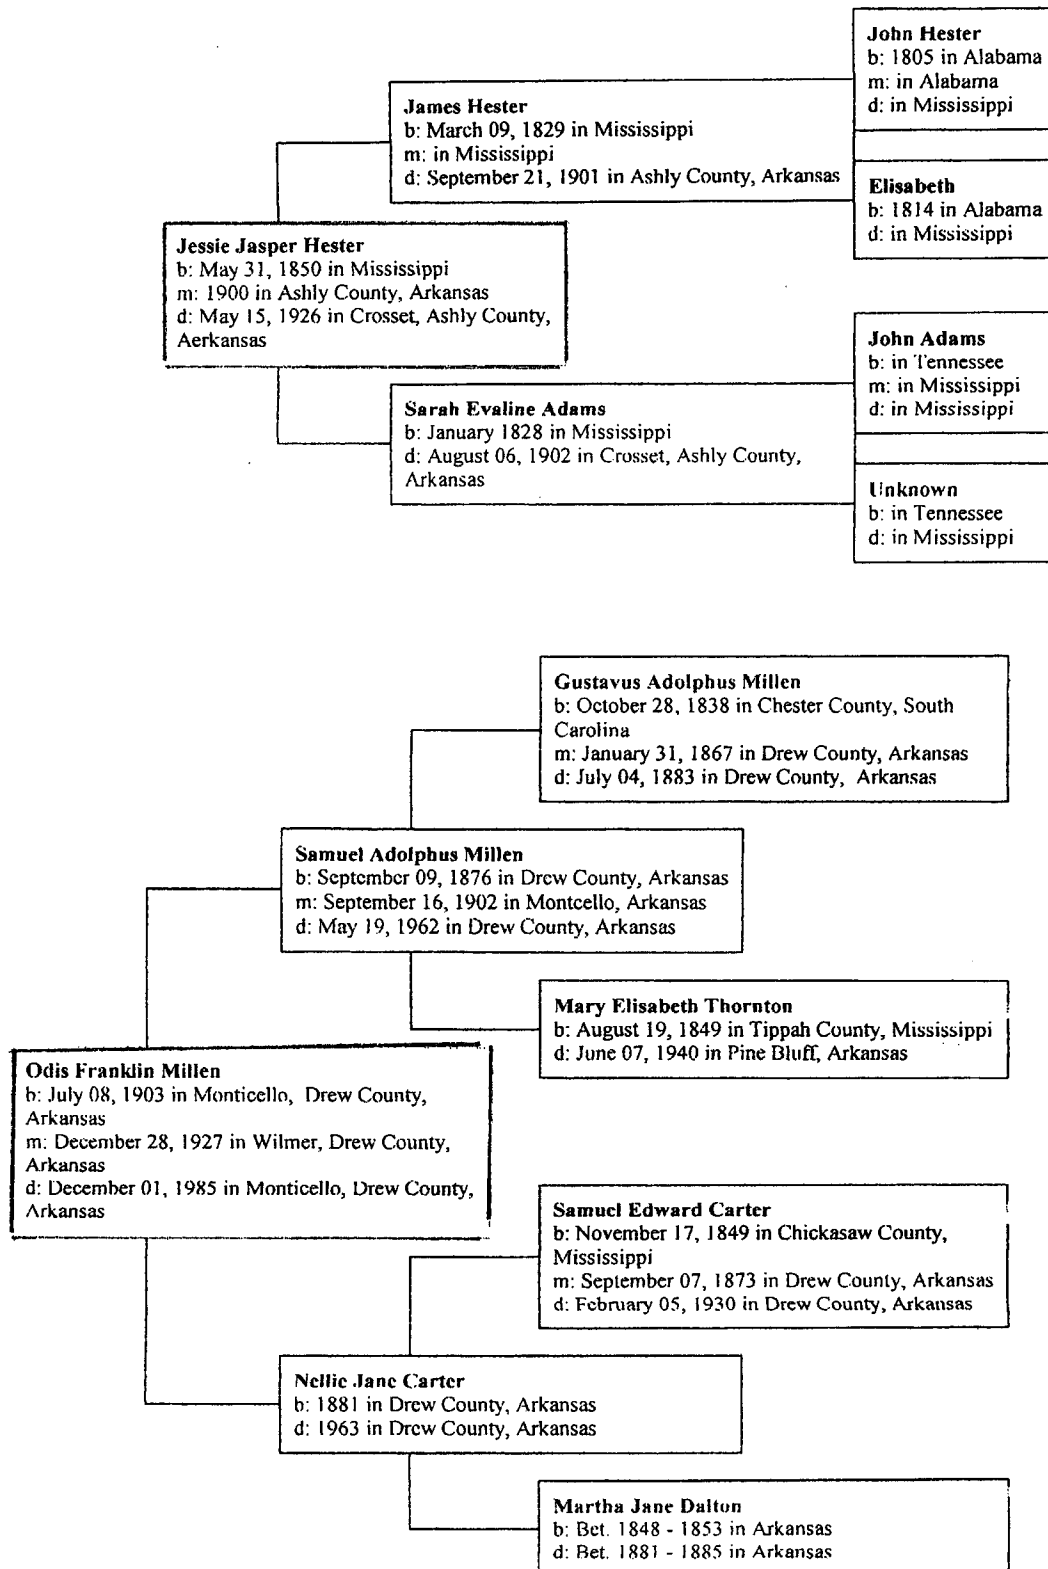 John Hester
b: 1805 in Alabama
m: in Alabama
d: in Mississippi
James Hester
b: March 09, 1829 in Mississippi
m: in Mississippi
d: September 21, 1901 in Ashly County, Arkansas
Elisabeth
b: 1814 in Alabama
d: in Mississippi
Jessie Jasper Hester
b: May 31, 1850 in Mississippi
m: 1900 in Ashly County, Arkansas
d: May 15, 1926 in Crosset, Ashly County,
Aerkansas
John Adams
b: in Tennessee
m: in Mississippi
d: in Mississippi
Sarah Evaline Adams
b: January 1828 in Mississippi
d: August 06, 1902 in Crosset, Ashly County,
Arkansas
Unknown
b: in Tennessee
d: in Mississippi
Gustavus Adolphus Millen
b: October 28, 1838 in Chester County, South
Carolina
m: January 31, 1867 in Drew County, Arkansas
d: July 04, 1883 in Drew County, Arkansas
Samuel Adolphus Millen
b: September 09, 1876 in Drew County, Arkansas
m: September 16, 1902 in Montcello, Arkansas
d: May 19, 1962 in Drew County, Arkansas
Mary Elisabeth Thornton
b: August 19, 1849 in Tippah County, Mississippi
d: June 07, 1940 in Pine Bluff, Arkansas
Odis Franklin Millen
b: July 08, 1903 in Monticello, Drew County,
Arkansas
m: December 28, 1927 in Wilmer, Drew County,
Arkansas
d: December 01, 1985 in Monticello, Drew County,
Arkansas
Samuel Edward Carter
b: November 17, 1849 in Chickasaw County,
Mississippi
m: September 07, 1873 in Drew County, Arkansas
d: February 05, 1930 in Drew County, Arkansas
Nellie Jane Carter
b: 1881 in Drew County, Arkansas
d: 1963 in Drew County, Arkansas
Martha Jane Dalton
b: Bet. 1848 - 1853 in Arkansas
d: Bet. 1881 - 1885 in Arkansas